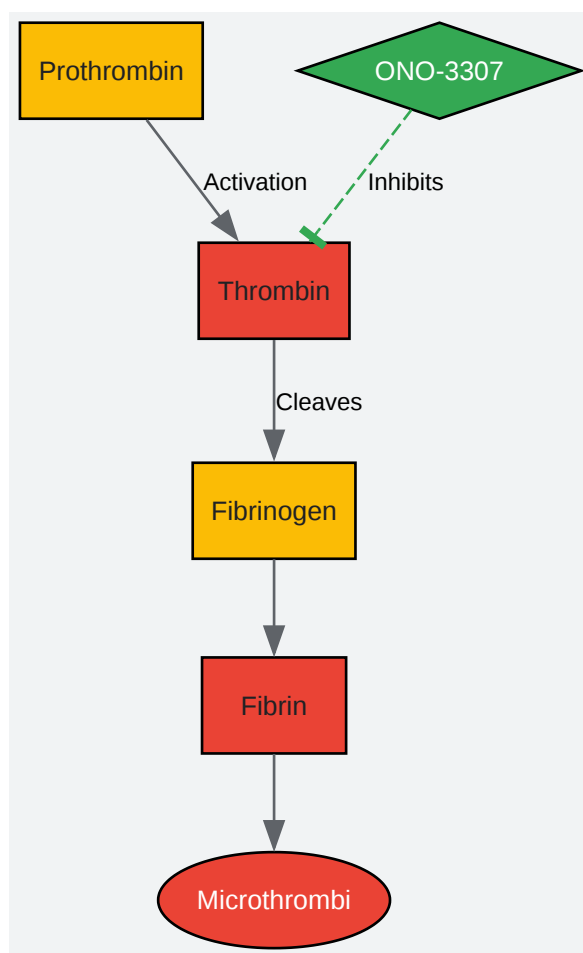 Prothrombin
ONO-3307
Activation
Inhibits
Thrombin
Cleaves
Fibrinogen
Fibrin
Microthrombi